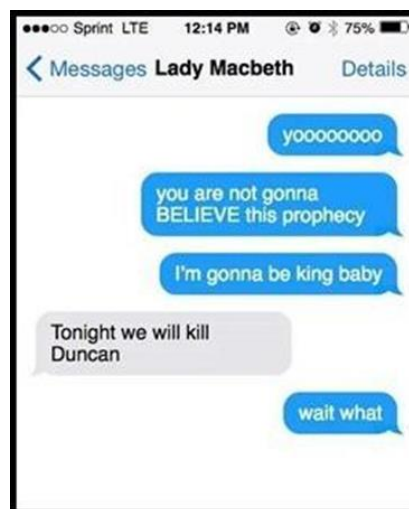 Sprint LTE 12:14 PM 75%
Messages Lady Macbeth Details
yooooooooo
you are not gonna
BELIEVE this prophecy
I'm gonna be king baby
Tonight we will kill
Duncan
wait what